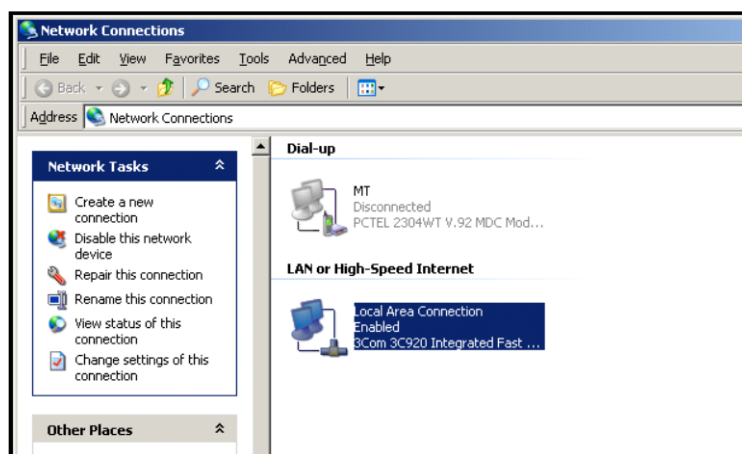 Network Connections
File Edit View Favorites Tools Advanced Help
Back Search Folders
Address Network Connections
Network Tasks
Create a new
connection
Disable this network
device
Repair this connection
Rename this connection
View status of this
connection
Change settings of this
connection
Other Places
Dial-up
MT
Disconnected
PCTEL 2304WT V.92 MDC Mod...
LAN or High-Speed Internet
Local Area Connection
Enabled
3Com 3C920 Integrated Fast ...